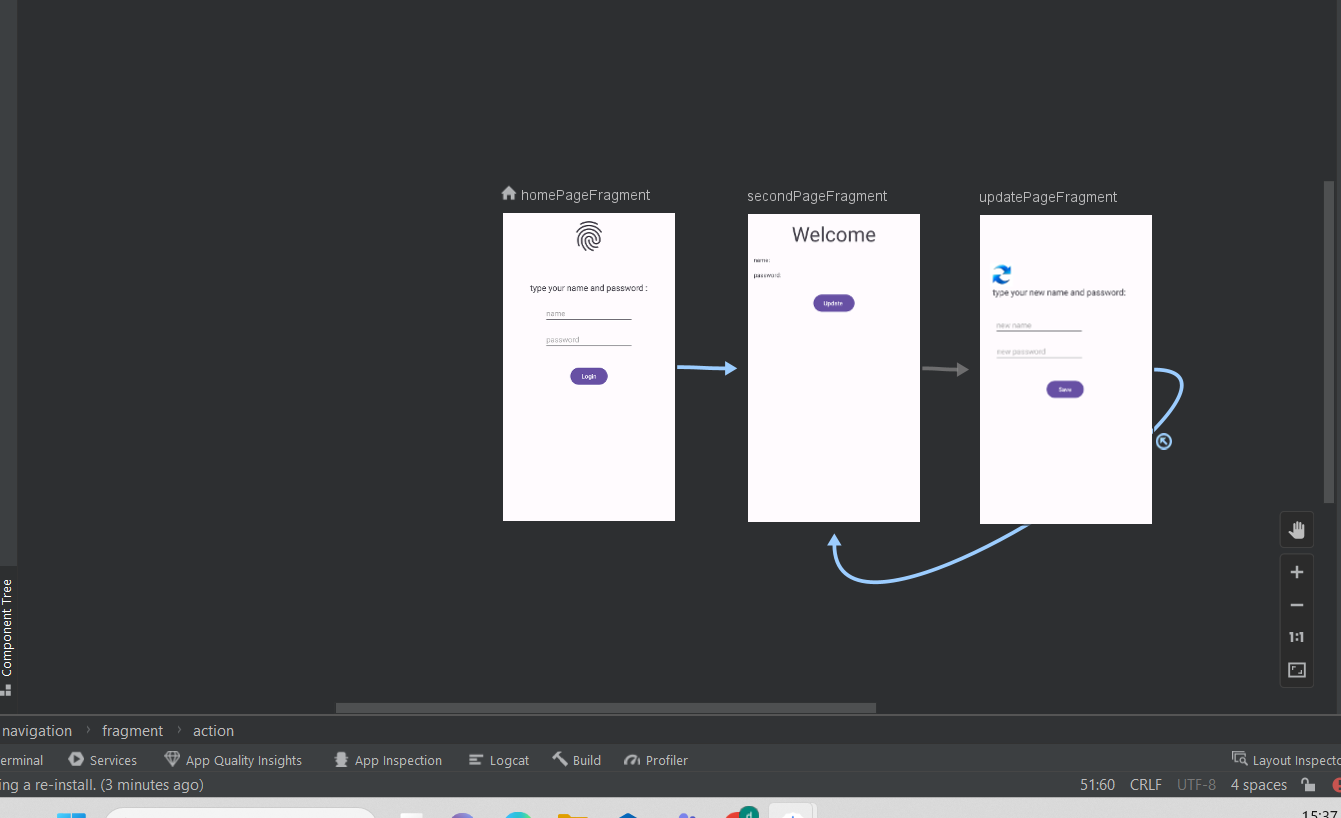 homePageFragment
secondPageFragment
updatePageFragment
type your name and password :
name
password
Login
Welcome
name:
password:
Update
type your new name and password:
new name
new password
Save
1:1
Component Tree
navigation › fragment › action
erminal Services App Quality Insights App Inspection Logcat Build Profiler Layout Inspecto
ing a re-install. (3 minutes ago) 51:60 CRLF UTF-8 4 spaces
d
15:37